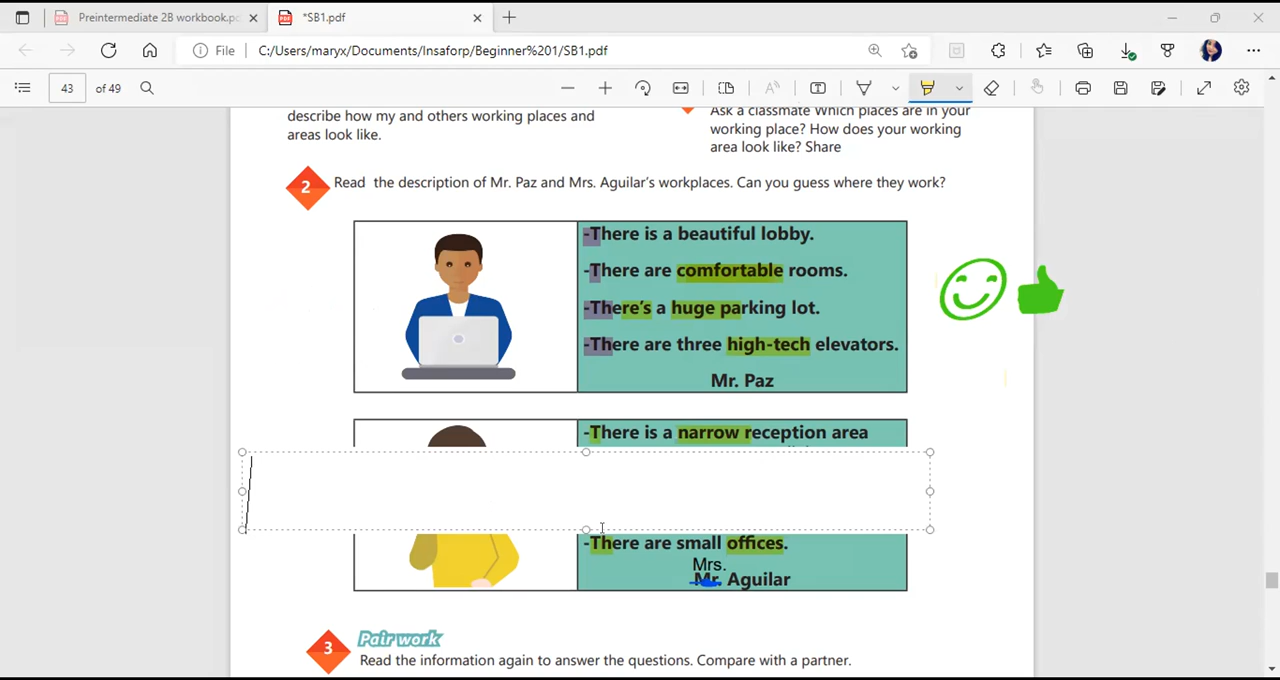 Preintermediate 2B workbook.p
*SB1.pdf
File
C:/Users/maryx/Documents/Insaforp/Beginner%201/SB1.pdf
43 of 49
describe how my and others working places and
areas look like.
Ask a classmate Which places are in your
working place? How does your working
area look like? Share
2
Read the description of Mr. Paz and Mrs. Aguilar's workplaces. Can you guess where they work?
-There is a beautiful lobby.
-There are comfortable rooms.
-There's a huge parking lot.
-There are three high-tech elevators.
Mr. Paz
-There is a narrow reception area
-There are small offices.
Mrs.
Mr. Aguilar
3
Pair work
Read the information again to answer the questions. Compare with a partner.